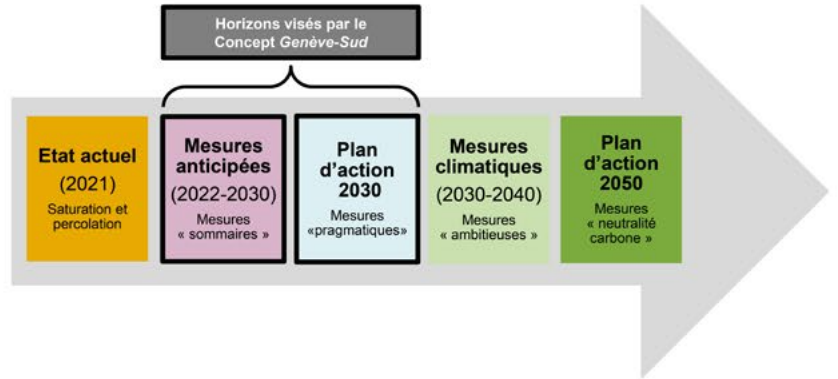 Horizons visés par le
Concept Genève-Sud
Etat actuel
(2021)
Saturation et
percolation
Mesures
anticipées
(2022-2030)
Mesures
« sommaires »
Plan
d’action
2030
Mesures
«pragmatiques»
Mesures
climatiques
(2030-2040)
Mesures
« ambitieuses »
Plan
d’action
2050
Mesures
« neutralité
carbone »